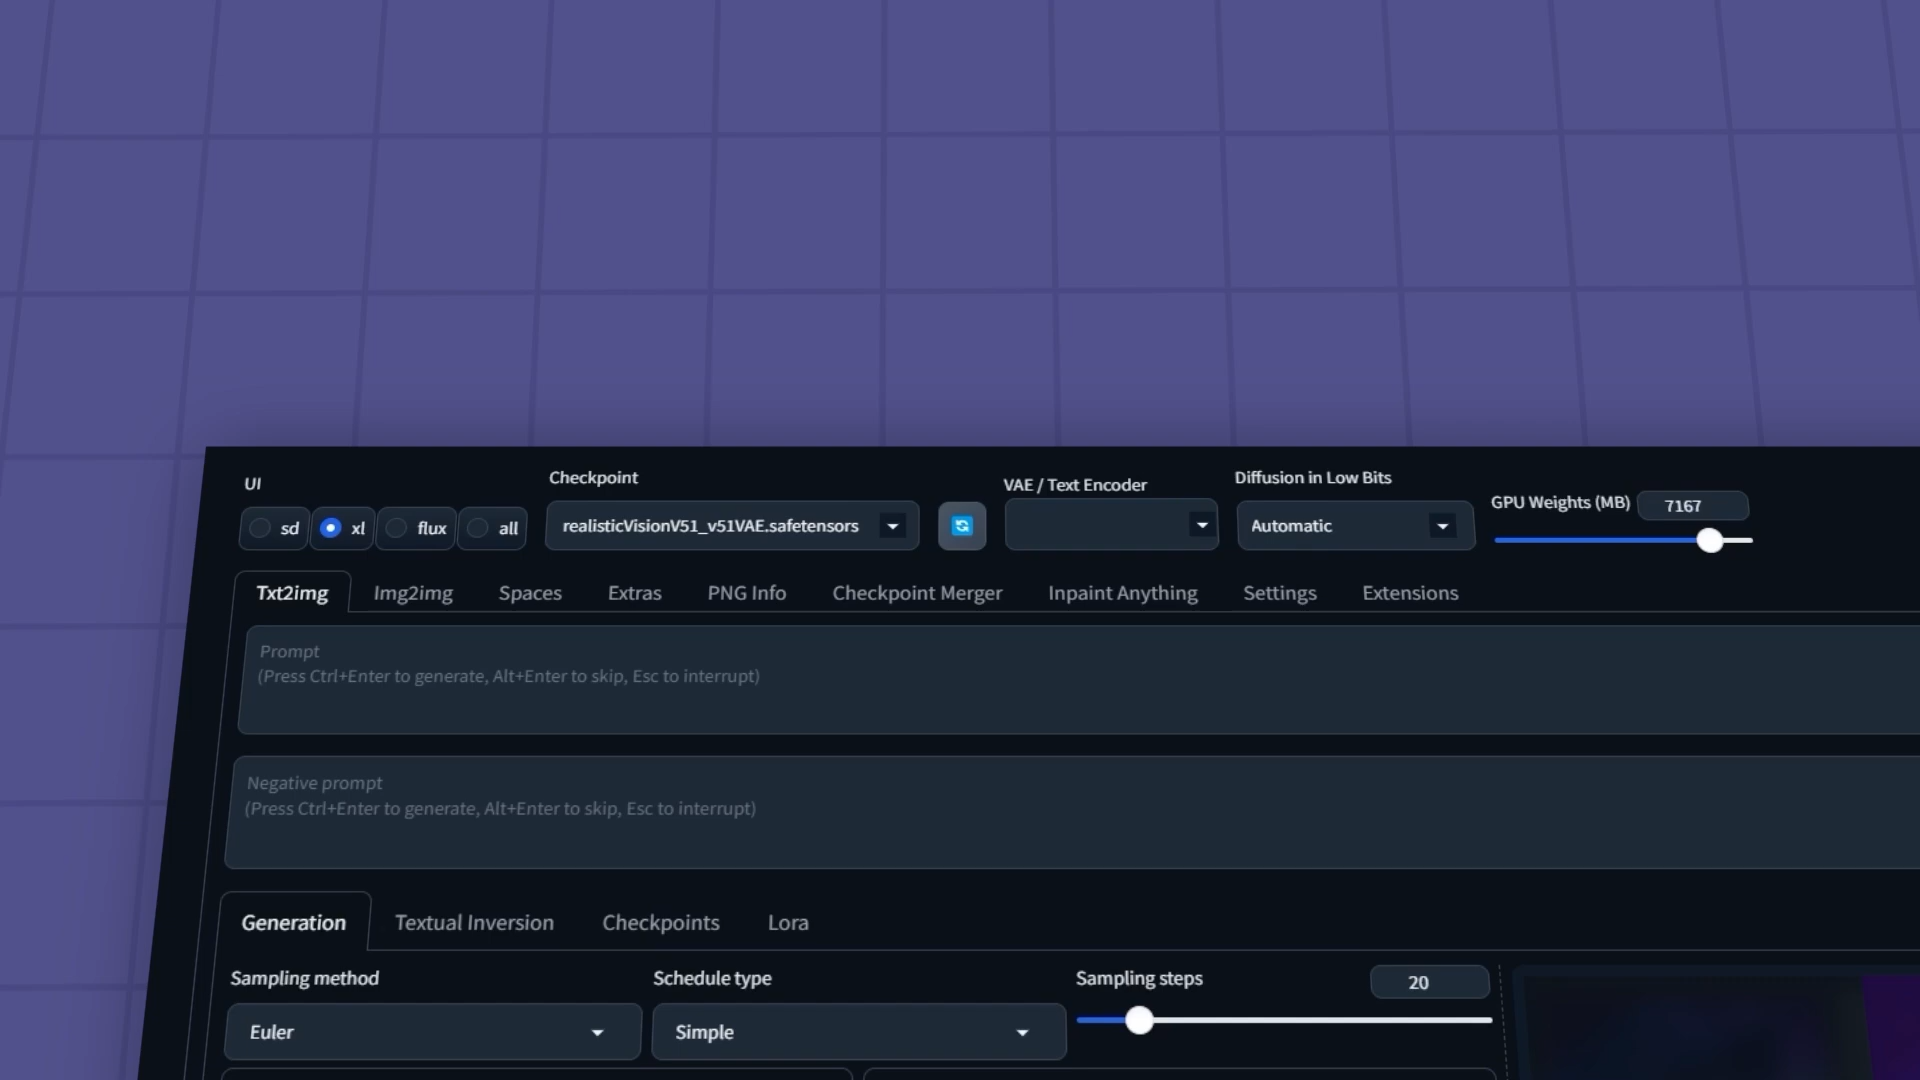 UI
sd
xl
flux
all
Checkpoint
realisticVisionV51_v51VAE.safetensors
VAE / Text Encoder
Diffusion in Low Bits
Automatic
GPU Weights (MB)
7167
Txt2img
Img2img
Spaces
Extras
PNG Info
Checkpoint Merger
Inpaint Anything
Settings
Extensions
Prompt
(Press Ctrl+Enter to generate, Alt+Enter to skip, Esc to interrupt)
Negative prompt
(Press Ctrl+Enter to generate, Alt+Enter to skip, Esc to interrupt)
Generation
Textual Inversion
Checkpoints
Lora
Sampling method
Euler
Schedule type
Simple
Sampling steps
20